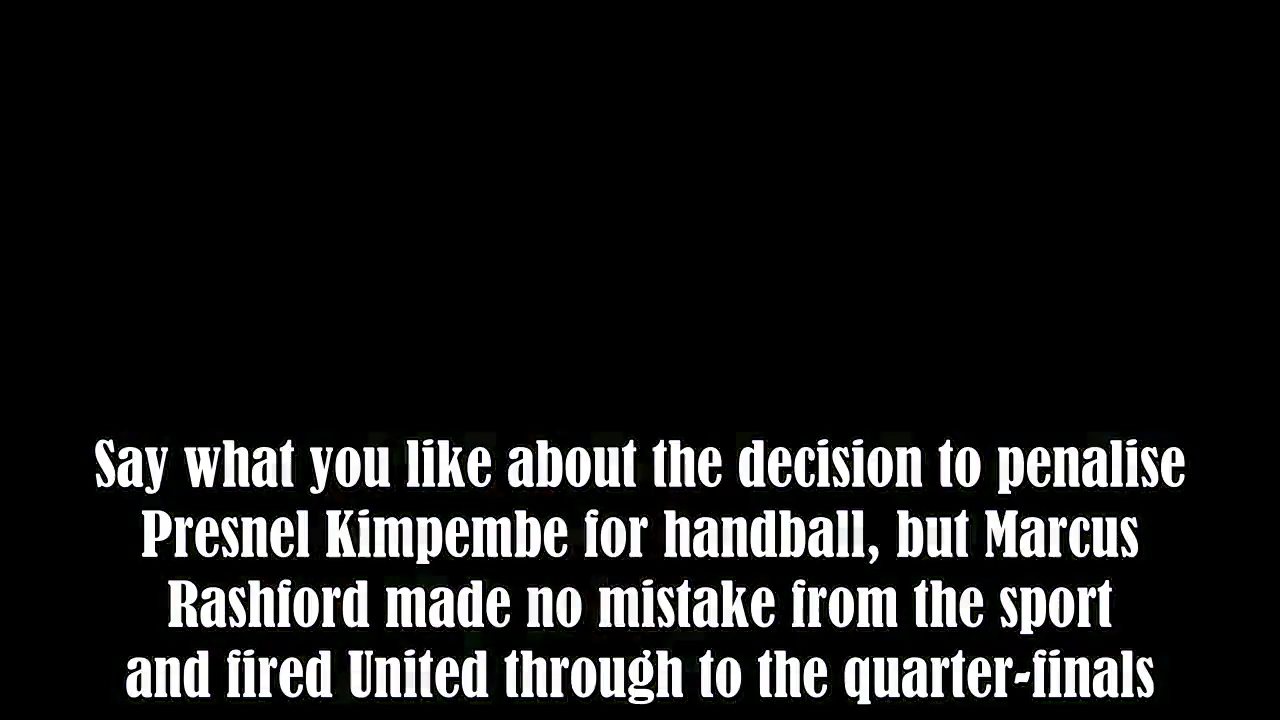 Say what you like about the decision to penalise
Presnel Kimpembe for handball, but Marcus
Rashford made no mistake from the sport
and fired United through to the quarter-finals